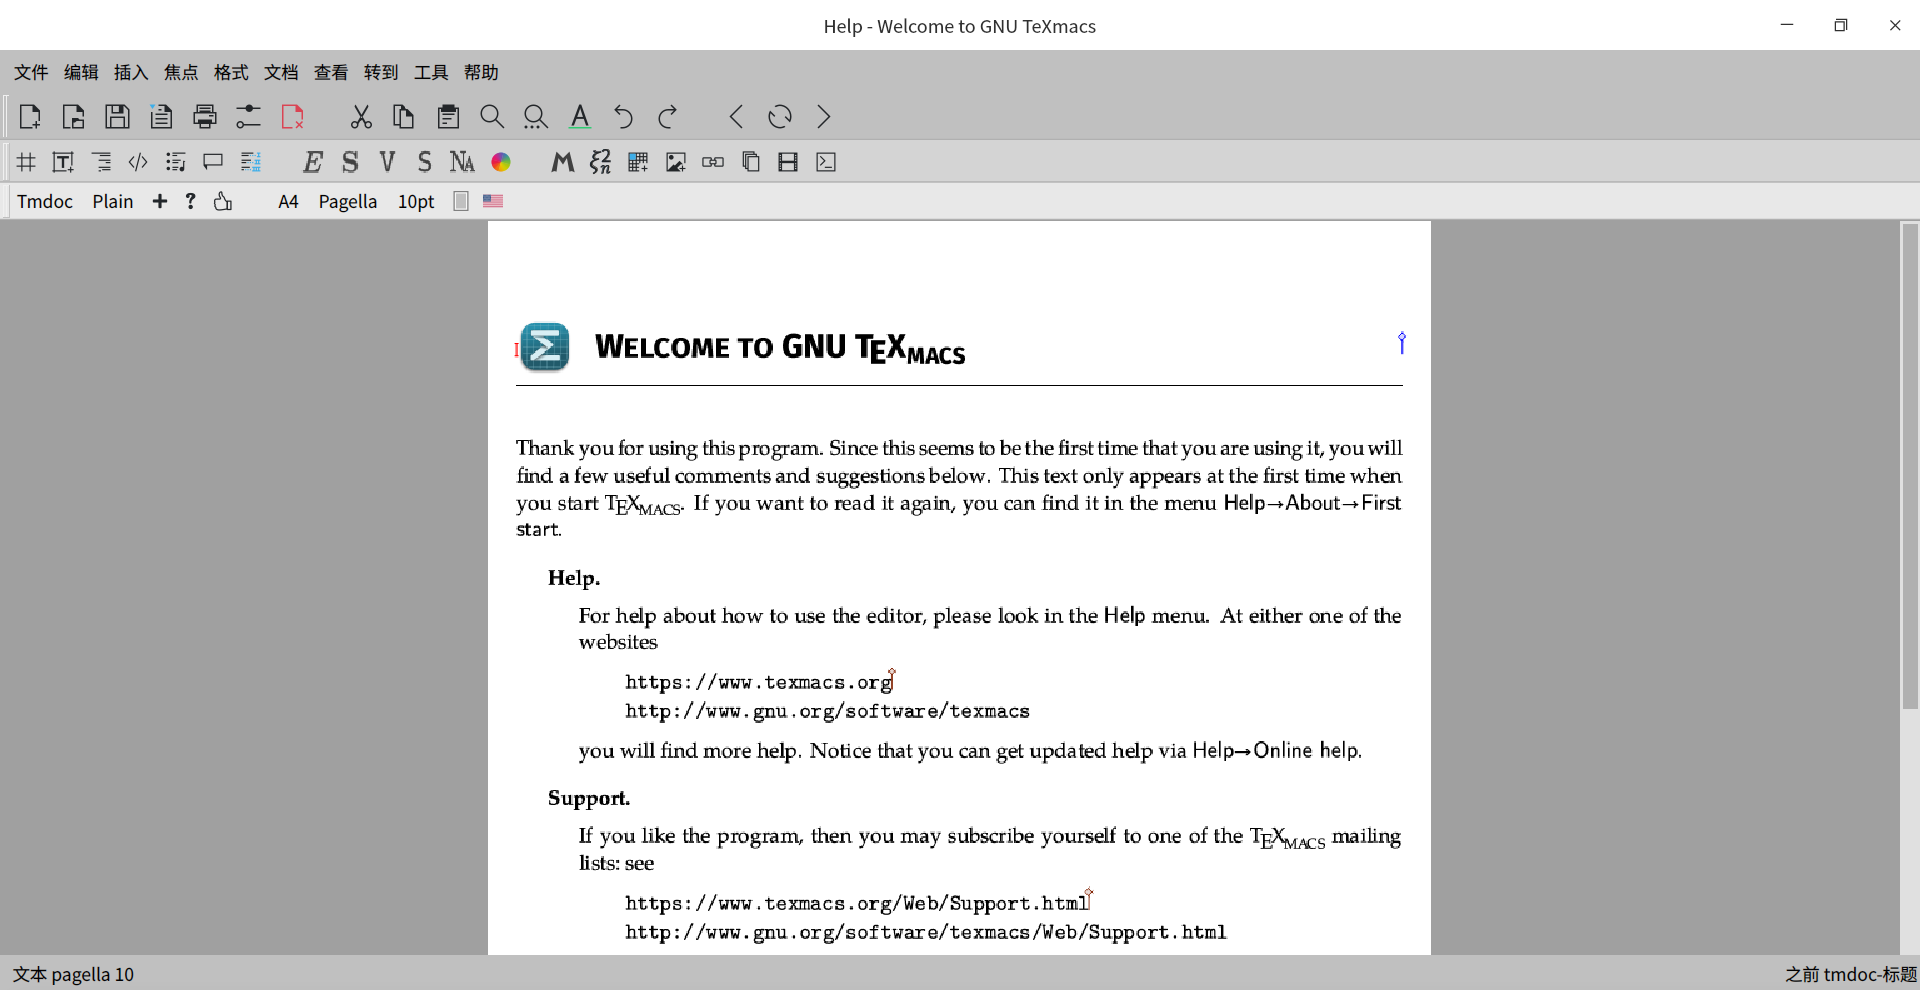 Help - Welcome to GNU TeXmacs
文件 编辑 插入 焦点 格式 文档 查看 转到 工具 帮助
Tmdoc Plain + ? A4 Pagella 10pt
WELCOME TO GNU TEXMACS
Thank you for using this program. Since this seems to be the first time that you are using it, you will
find a few useful comments and suggestions below. This text only appears at the first time when
you start TEXMACS. If you want to read it again, you can find it in the menu Help→About→First
start.
Help.
For help about how to use the editor, please look in the Help menu. At either one of the
websites
https://www.texmacs.org
http://www.gnu.org/software/texmacs
you will find more help. Notice that you can get updated help via Help→Online help.
Support.
If you like the program, then you may subscribe yourself to one of the TEXMACS mailing
lists: see
https://www.texmacs.org/Web/Support.html
http://www.gnu.org/software/texmacs/Web/Support.html
文本 pagella 10 之前 tmdoc-标题